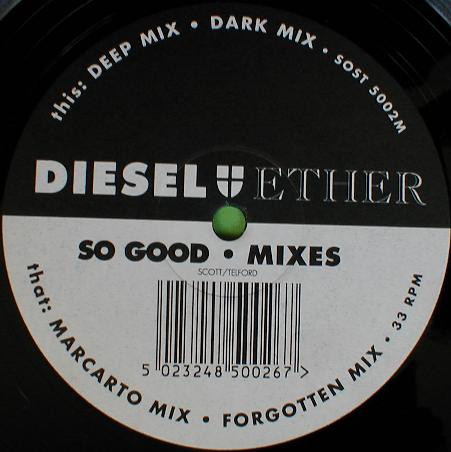 this: DEEP MIX • DARK MIX • SOST 5002M
DIESEL ETHER
SO GOOD • MIXES
SCOTT/TELFORD
5 023248 500267 >
that: MARCARTO MIX • FORGOTTEN MIX • 33 RPM